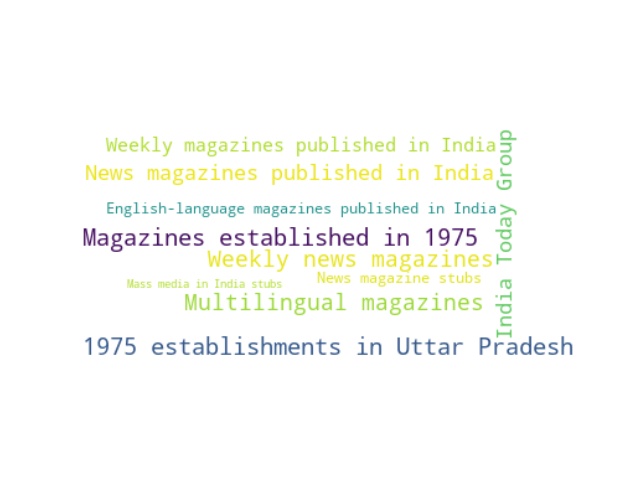 Weekly magazines published in India
News magazines published in India
English-language magazines published in India
Magazines established in 1975
Weekly news magazines
News magazine stubs
Mass media in India stubs
Multilingual magazines
1975 establishments in Uttar Pradesh
India Today Group